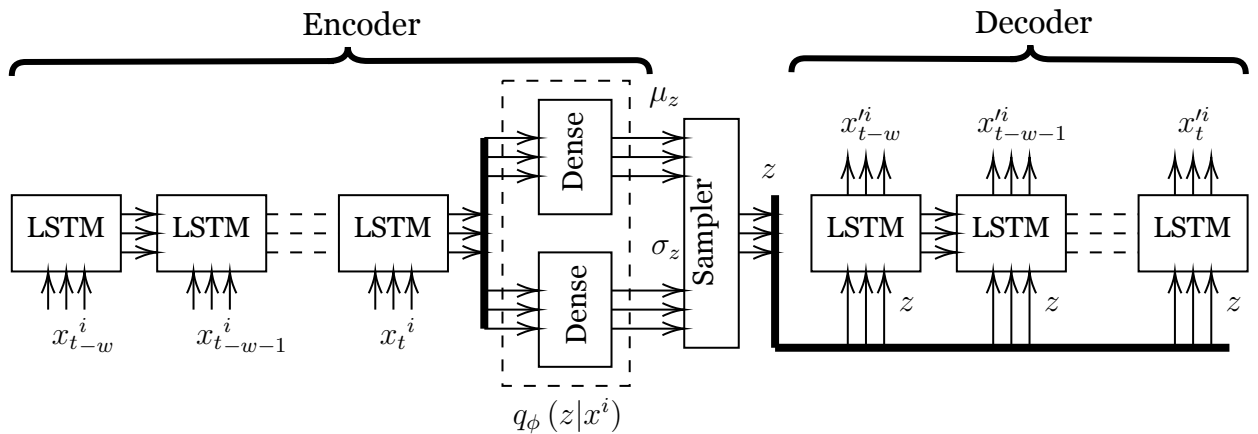 Encoder
Decoder
μ_z
x'^i_{t-w}
x'^i_{t-w-1}
x'^i_t
Dense
z
LSTM
LSTM
LSTM
Sampler
LSTM
LSTM
LSTM
σ_z
Dense
z
z
z
x^i_{t-w}
x^i_{t-w-1}
x^i_t
q_ϕ (z|x^i)